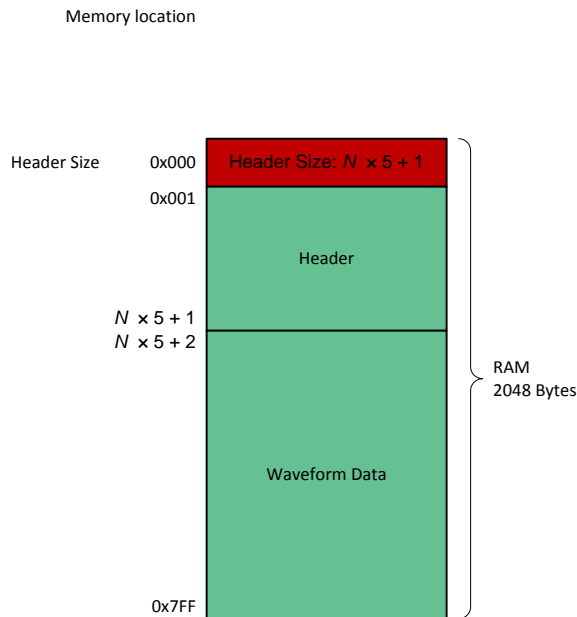 Memory location
Header Size 0x000 Header Size: N × 5 + 1
0x001
Header
N × 5 + 1
N × 5 + 2
RAM
2048 Bytes
Waveform Data
0x7FF